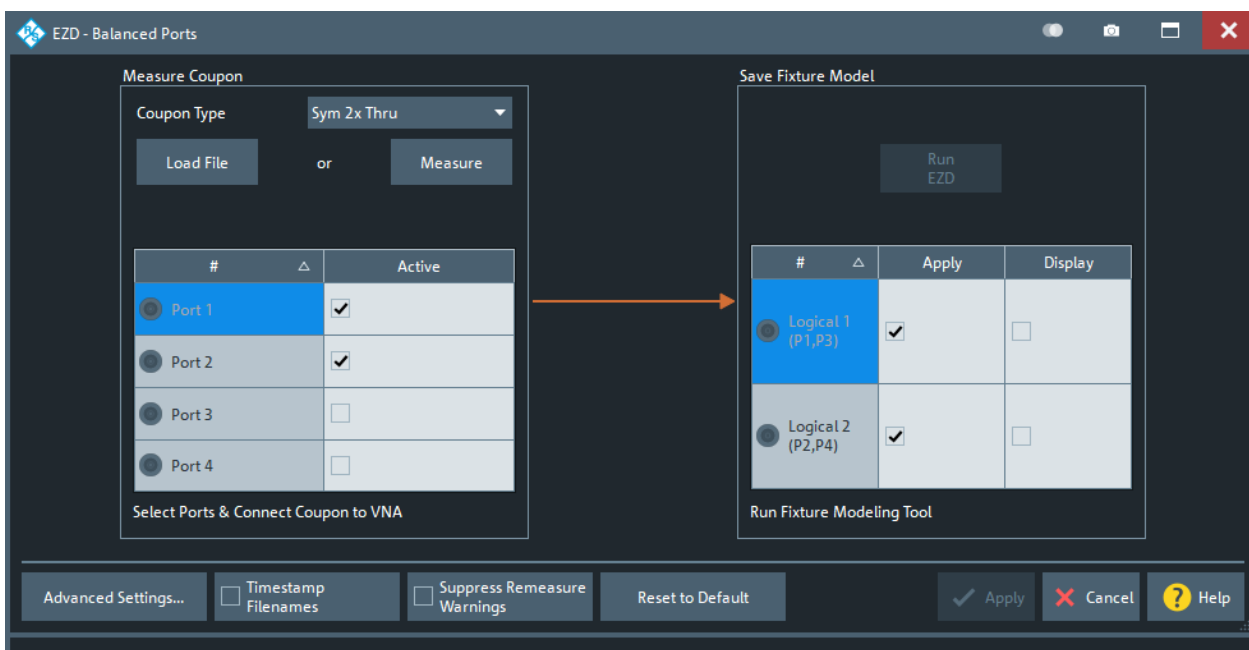 EZD - Balanced Ports
Measure Coupon
Coupon Type
Sym 2x Thru
Load File
or
Measure
#
Active
Port 1
Port 2
Port 3
Port 4
Select Ports & Connect Coupon to VNA
Save Fixture Model
Run
EZD
#
Apply
Display
Logical 1
(P1,P3)
Logical 2
(P2,P4)
Run Fixture Modeling Tool
Advanced Settings...
Timestamp
Filenames
Suppress Remeasure
Warnings
Reset to Default
Apply
Cancel
? Help